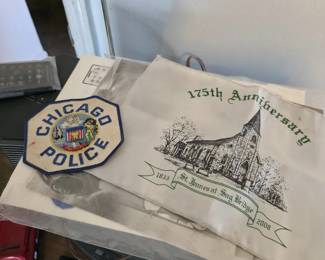 CHICAGO
POLICE
175th Anniversary
St. James at Sag Bridge
1833
2008